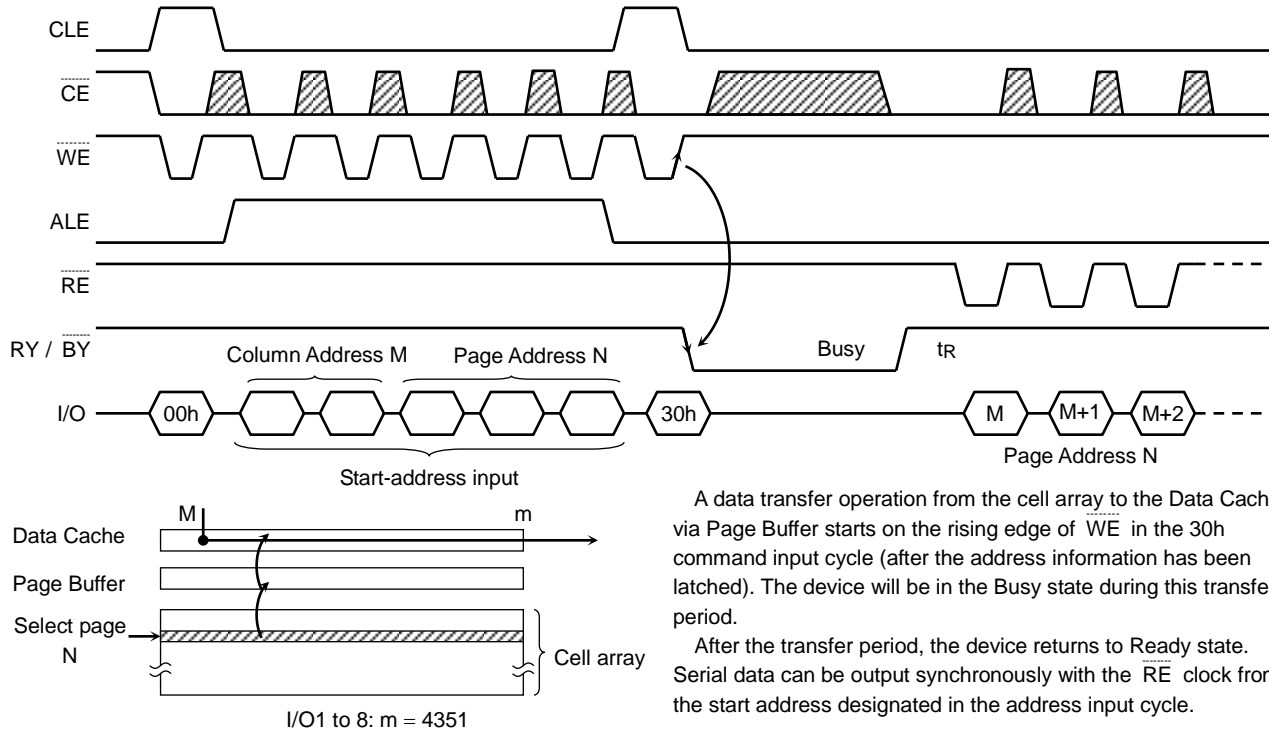 CLE
CE
WE
ALE
RE
RY / BY
Busy
tR
Column Address M
Page Address N
I/O
00h
30h
M
M+1
M+2
Start-address input
Page Address N
M
m
Data Cache
Page Buffer
Select page
N
Cell array
I/O1 to 8: m = 4351
A data transfer operation from the cell array to the Data Cach
via Page Buffer starts on the rising edge of WE in the 30h
command input cycle (after the address information has been
latched). The device will be in the Busy state during this transfe
period.
After the transfer period, the device returns to Ready state.
Serial data can be output synchronously with the RE clock from
the start address designated in the address input cycle.